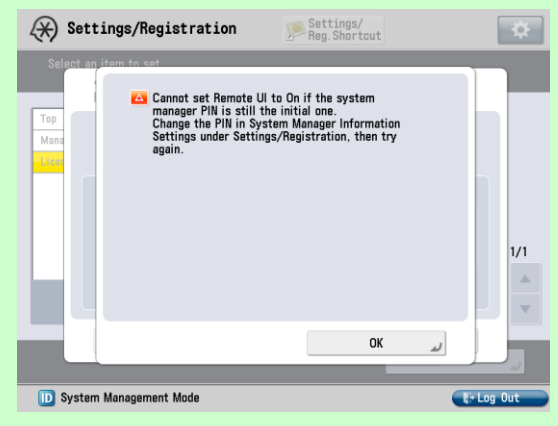 Settings/Registration
Settings/
Reg.Shortcut
Select an item to set.
Cannot set Remote UI to On if the system
manager PIN is still the initial one.
Change the PIN in System Manager Information
Settings under Settings/Registration, then try
again.
Top
1/1
OK
ID System Management Mode
Log Out